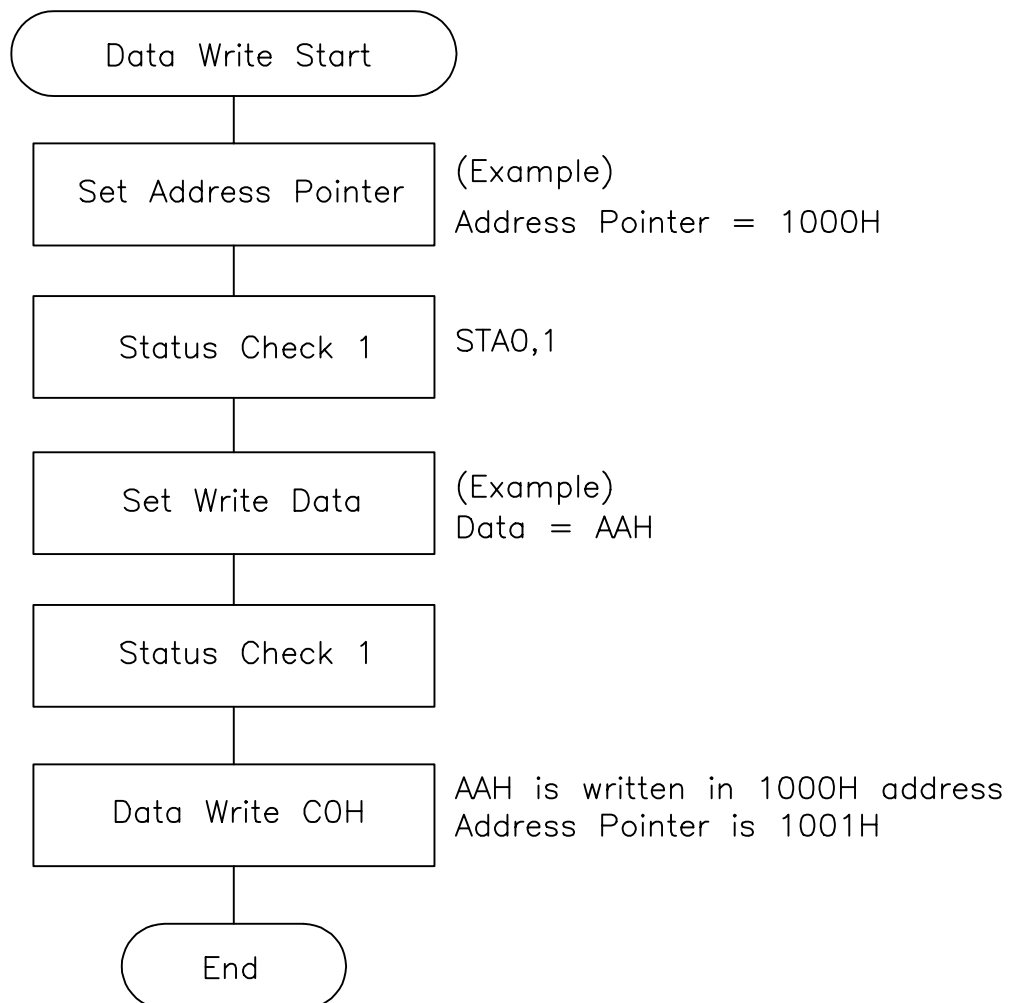 Data Write Start
Set Address Pointer
(Example)
Address Pointer = 1000H
Status Check 1
STA0,1
Set Write Data
(Example)
Data = AAH
Status Check 1
Data Write C0H
AAH is written in 1000H address
Address Pointer is 1001H
End